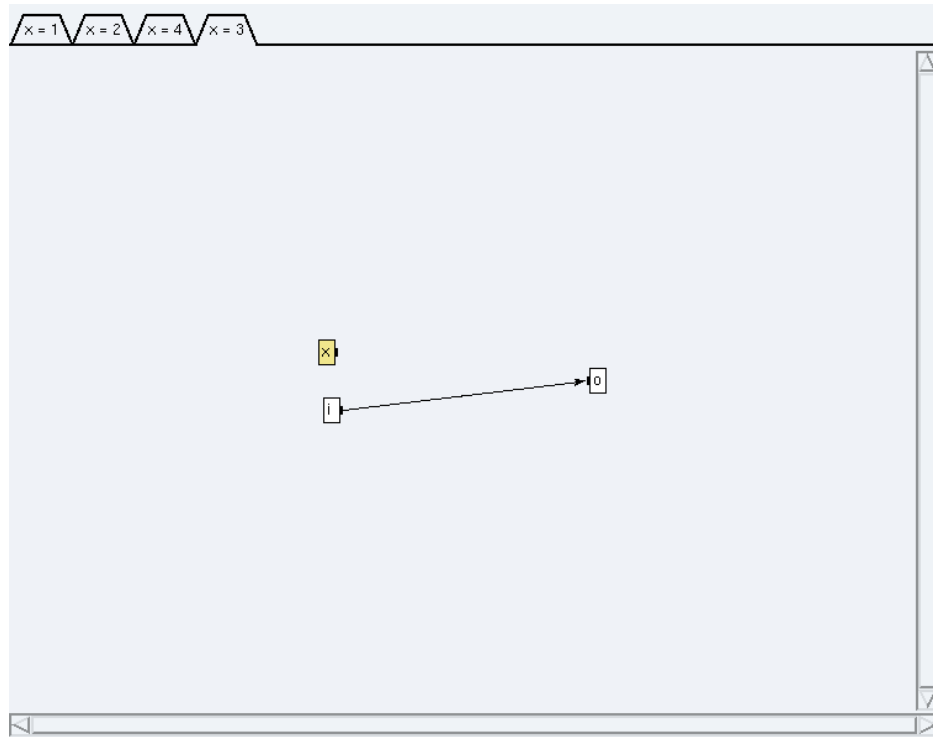 x = 1 x = 2 x = 4 x = 3
x
o
i